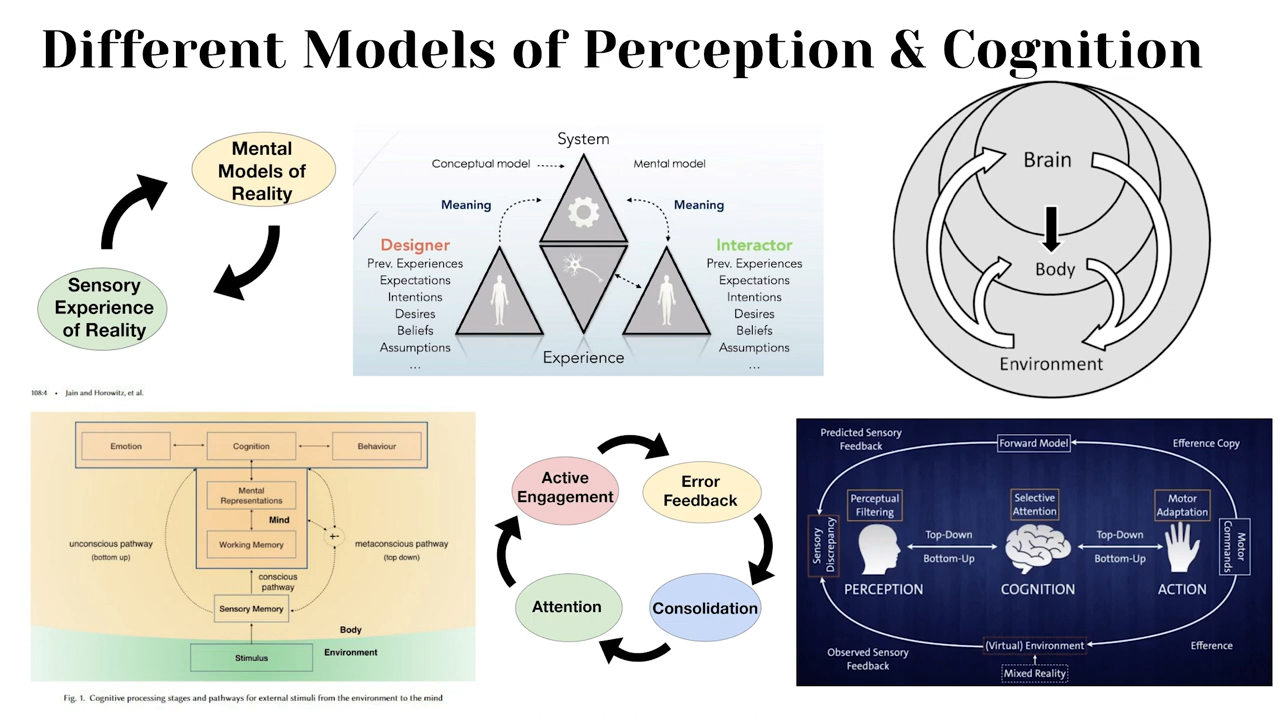 Different Models of Perception & Cognition
Mental
Models of
Reality
Sensory
Experience
of Reality
System
Conceptual model
Mental model
Meaning
Meaning
Designer
Prev. Experiences
Expectations
Intentions
Desires
Beliefs
Assumptions
...
Interactor
Prev. Experiences
Expectations
Intentions
Desires
Beliefs
Assumptions
...
Experience
Brain
Body
Environment
108:4 • Jain and Horowitz, et al.
Emotion
Cognition
Behaviour
Mental
Representations
Mind
Working Memory
unconscious pathway
(bottom up)
+-
metaconscious pathway
(top down)
conscious
pathway
Sensory Memory
Body
Environment
Stimulus
Fig. 1. Cognitive processing stages and pathways for external stimuli from the environment to the mind
Active
Engagement
Error
Feedback
Attention
Consolidation
Predicted Sensory
Feedback
Forward Model
Efference Copy
Perceptual
Filtering
Selective
Attention
Motor
Adaptation
Sensory
Discrepancy
Top-Down
Bottom-Up
Top-Down
Bottom-Up
Motor
Commands
PERCEPTION
COGNITION
ACTION
Observed Sensory
Feedback
(Virtual) Environment
Efference
Mixed Reality